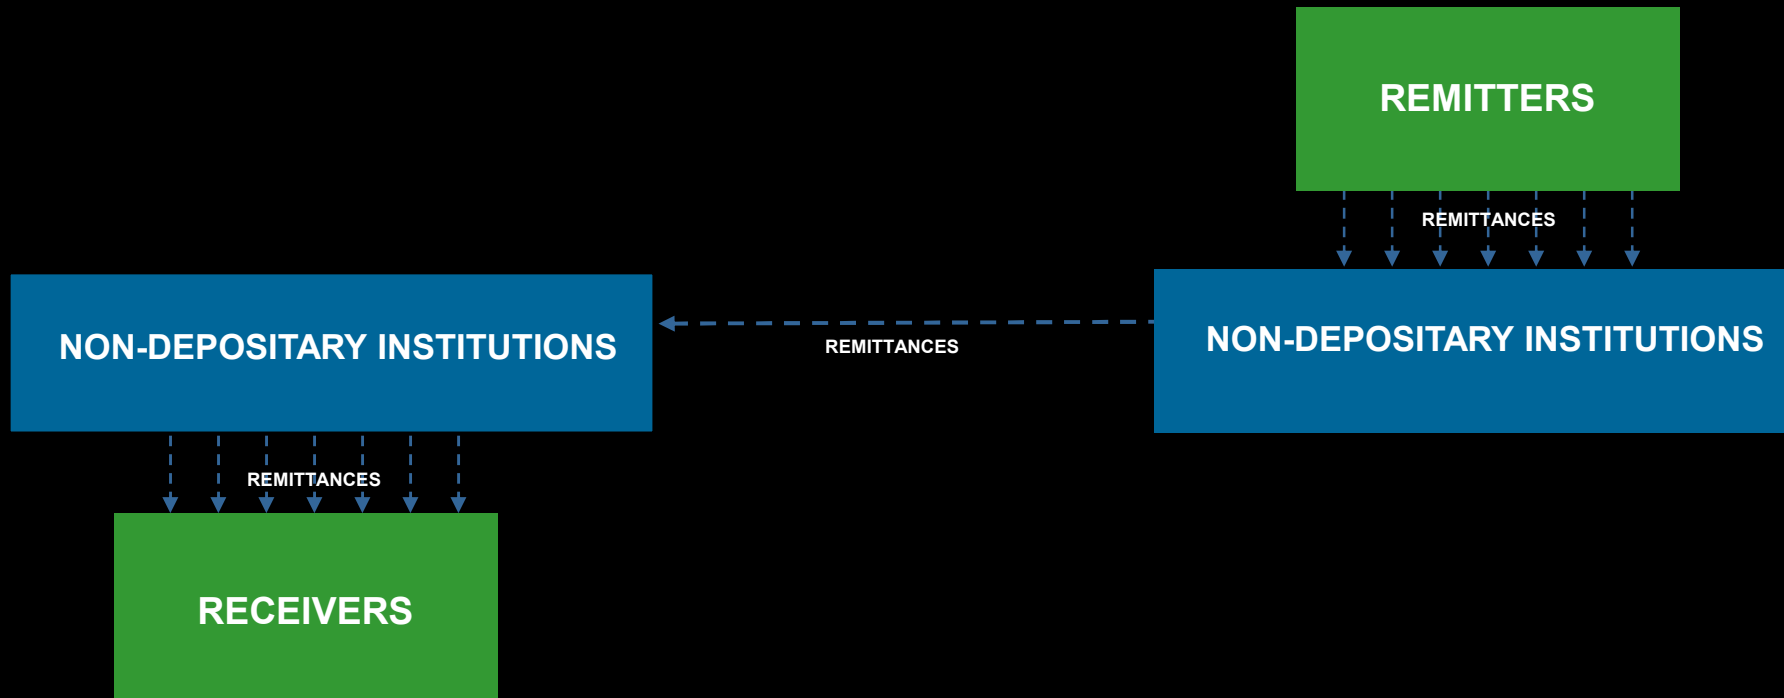 REMITTERS
REMITTANCES
NON-DEPOSITARY INSTITUTIONS
REMITTANCES
NON-DEPOSITARY INSTITUTIONS
REMITTANCES
RECEIVERS